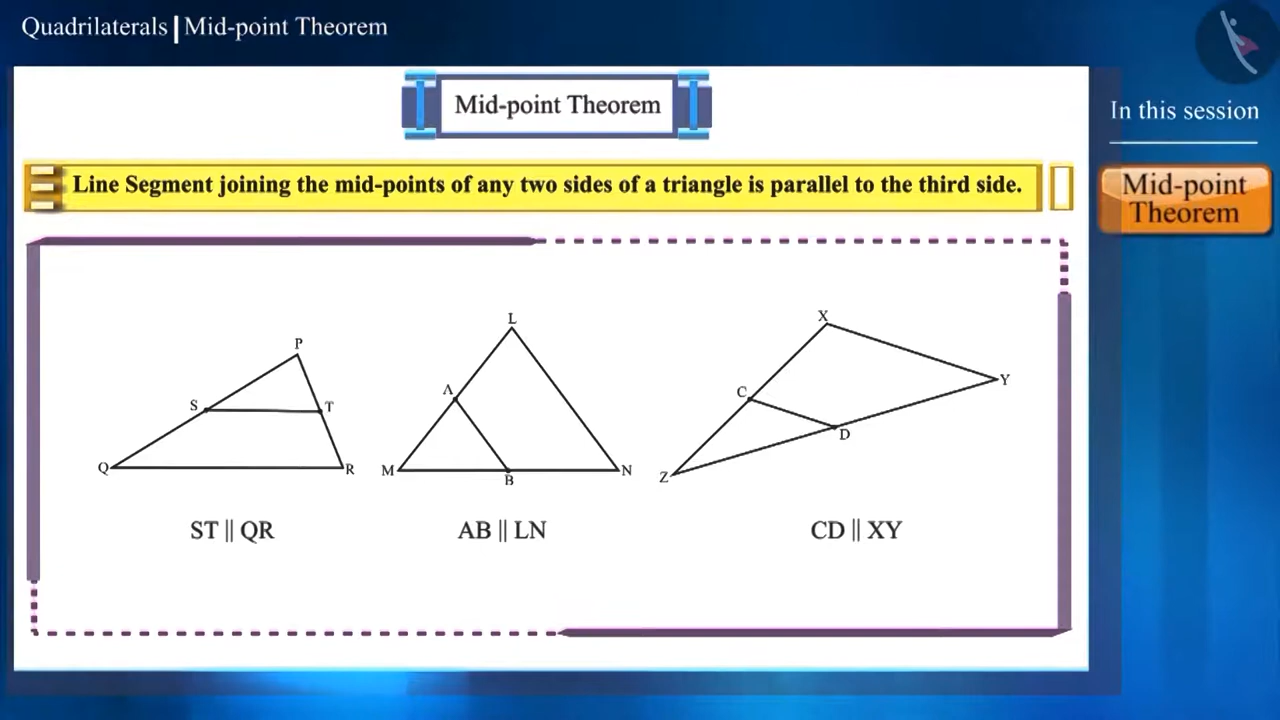 Quadrilaterals | Mid-point Theorem
In this session
Mid-point Theorem
Mid-point
Theorem
Line Segment joining the mid-points of any two sides of a triangle is parallel to the third side.
P
S
T
Q
R
L
A
M
B
N
X
C
Y
D
Z
ST || QR
AB || LN
CD || XY